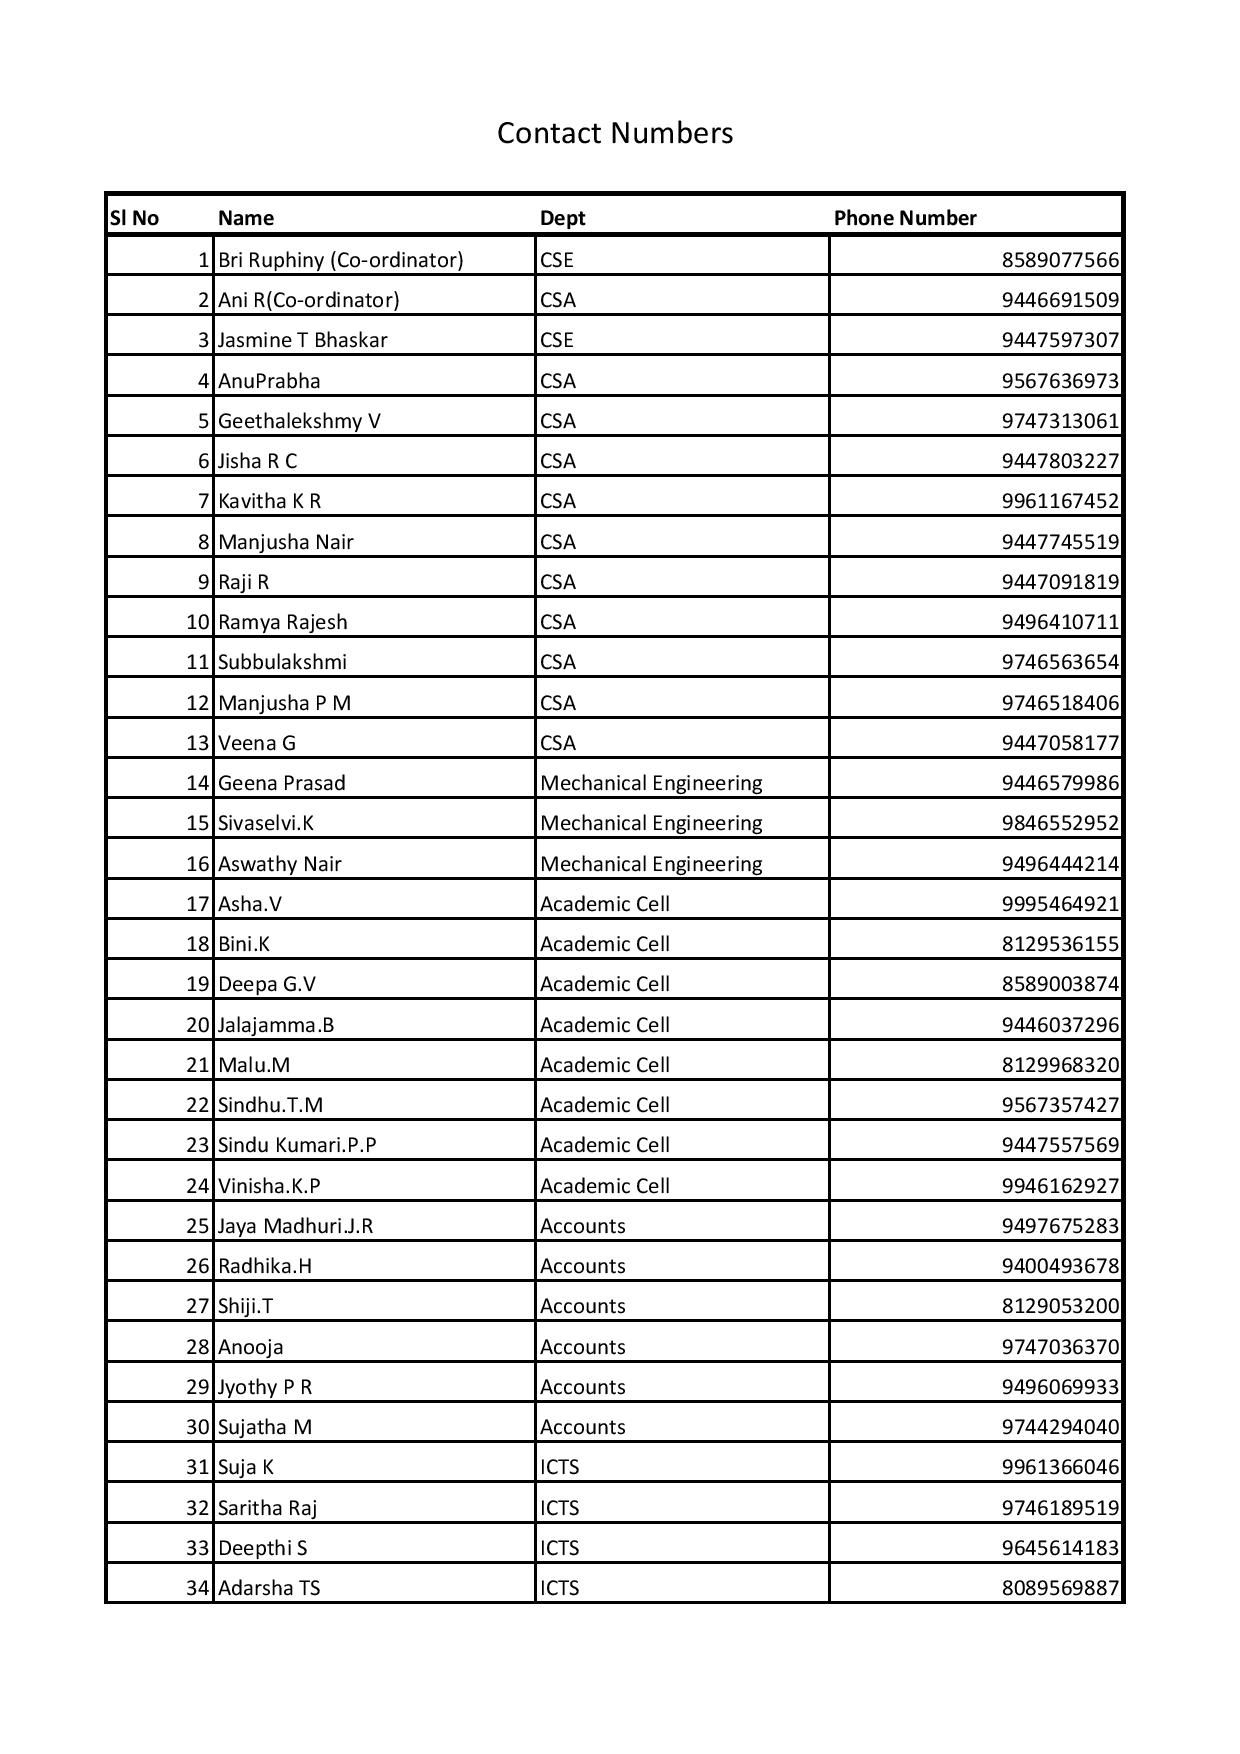 Contact Numbers
Sl No Name Dept Phone Number
1 Bri Ruphiny (Co-ordinator) CSE 8589077566
2 Ani R(Co-ordinator) CSA 9446691509
3 Jasmine T Bhaskar CSE 9447597307
4 AnuPrabha CSA 9567636973
5 Geethalekshmy V CSA 9747313061
6 Jisha R C CSA 9447803227
7 Kavitha K R CSA 9961167452
8 Manjusha Nair CSA 9447745519
9 Raji R CSA 9447091819
10 Ramya Rajesh CSA 9496410711
11 Subbulakshmi CSA 9746563654
12 Manjusha P M CSA 9746518406
13 Veena G CSA 9447058177
14 Geena Prasad Mechanical Engineering 9446579986
15 Sivaselvi.K Mechanical Engineering 9846552952
16 Aswathy Nair Mechanical Engineering 9496444214
17 Asha.V Academic Cell 9995464921
18 Bini.K Academic Cell 8129536155
19 Deepa G.V Academic Cell 8589003874
20 Jalajamma.B Academic Cell 9446037296
21 Malu.M Academic Cell 8129968320
22 Sindhu.T.M Academic Cell 9567357427
23 Sindu Kumari.P.P Academic Cell 9447557569
24 Vinisha.K.P Academic Cell 9946162927
25 Jaya Madhuri.J.R Accounts 9497675283
26 Radhika.H Accounts 9400493678
27 Shiji.T Accounts 8129053200
28 Anooja Accounts 9747036370
29 Jyothy P R Accounts 9496069933
30 Sujatha M Accounts 9744294040
31 Suja K ICTS 9961366046
32 Saritha Raj ICTS 9746189519
33 Deepthi S ICTS 9645614183
34 Adarsha TS ICTS 8089569887